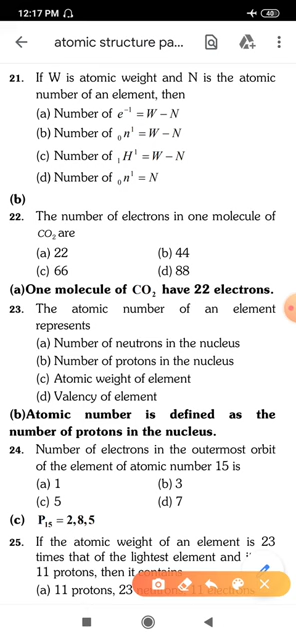 12:17 PM
40
atomic structure pa...
21. If W is atomic weight and N is the atomic
number of an element, then
(a) Number of e⁻¹ = W – N
(b) Number of ₀n¹ = W – N
(c) Number of ₁H¹ = W – N
(d) Number of ₀n¹ = N
(b)
22. The number of electrons in one molecule of
CO₂ are
(a) 22 (b) 44
(c) 66 (d) 88
(a)One molecule of CO₂ have 22 electrons.
23. The atomic number of an element
represents
(a) Number of neutrons in the nucleus
(b) Number of protons in the nucleus
(c) Atomic weight of element
(d) Valency of element
(b)Atomic number is defined as the
number of protons in the nucleus.
24. Number of electrons in the outermost orbit
of the element of atomic number 15 is
(a) 1 (b) 3
(c) 5 (d) 7
(c) P₁₅ = 2,8,5
25. If the atomic weight of an element is 23
times that of the lightest element and
11 protons, then it contains
(a) 11 protons, 23 neutrons, 11 electrons